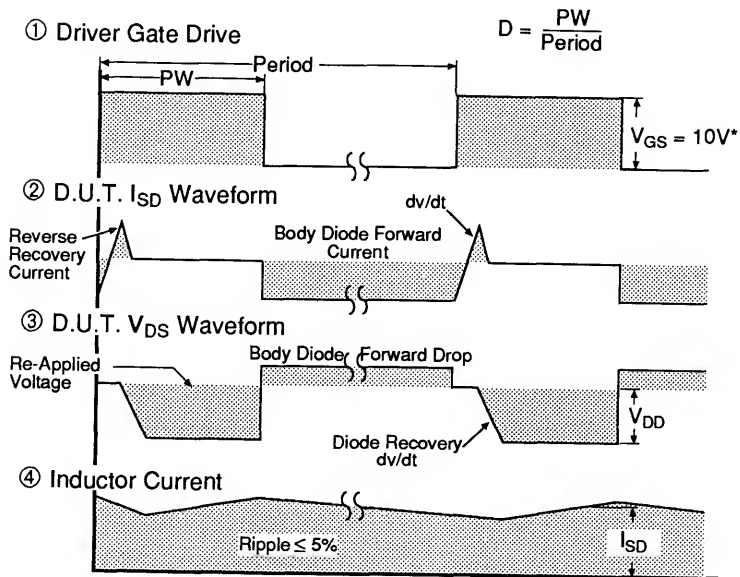 ① Driver Gate Drive
D = PW / Period
Period
PW
V_GS = 10V*
② D.U.T. I_SD Waveform
Reverse
Recovery
Current
Body Diode Forward
Current
dv/dt
③ D.U.T. V_DS Waveform
Re-Applied
Voltage
Body Diode Forward Drop
Diode Recovery
dv/dt
V_DD
④ Inductor Current
Ripple ≤ 5%
I_SD